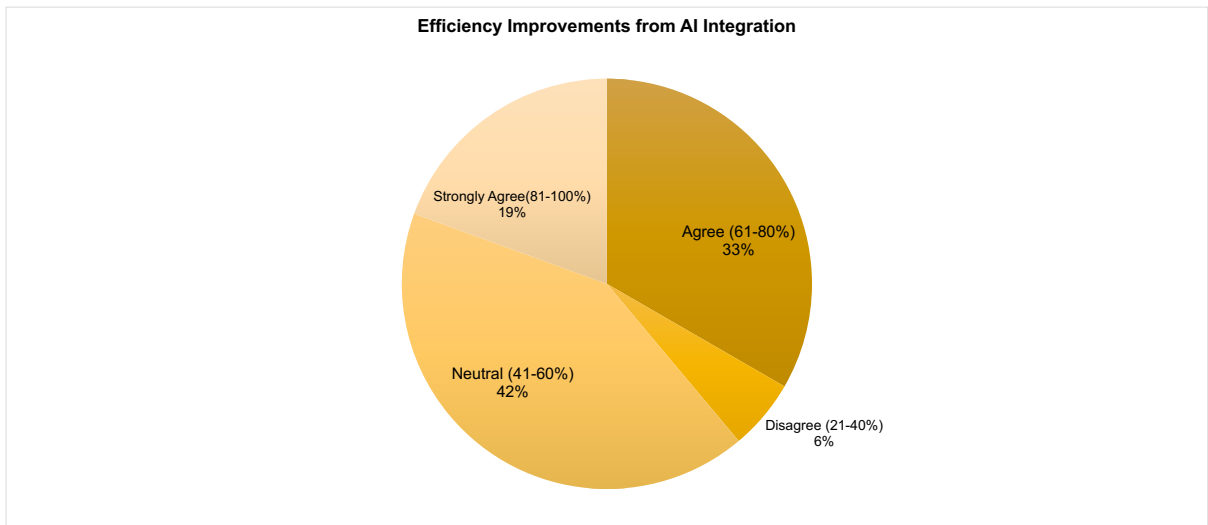 Efficiency Improvements from AI Integration
Strongly Agree(81-100%)
19%
Agree (61-80%)
33%
Neutral (41-60%)
42%
Disagree (21-40%)
6%